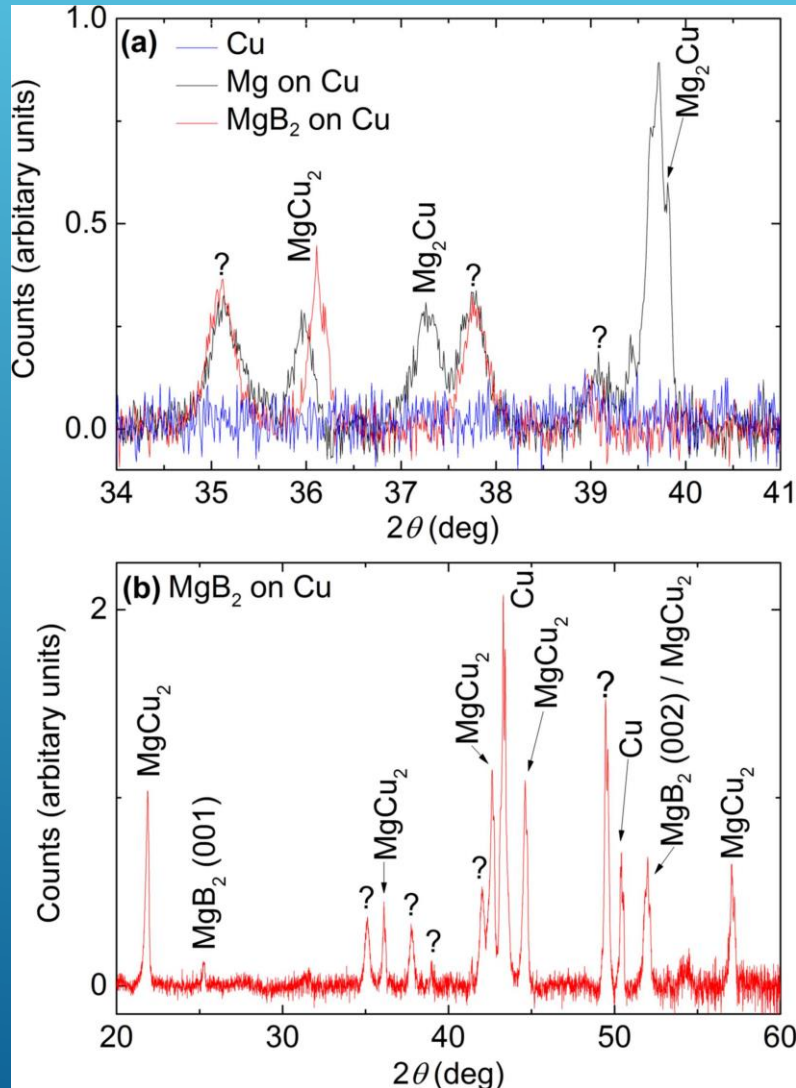 (a)
Cu
Mg on Cu
MgB₂ on Cu
Counts (arbitary units)
1.0
0.5
0.0
?
MgCu₂
Mg₂Cu
?
?
Mg₂Cu
34 35 36 37 38 39 40 41
2θ (deg)
(b) MgB₂ on Cu
Counts (arbitary units)
2
0
MgCu₂
MgB₂ (001)
?
MgCu₂
?
?
?
MgCu₂
Cu
MgCu₂
?
Cu
MgB₂ (002) / MgCu₂
MgCu₂
20 30 40 50 60
2θ (deg)